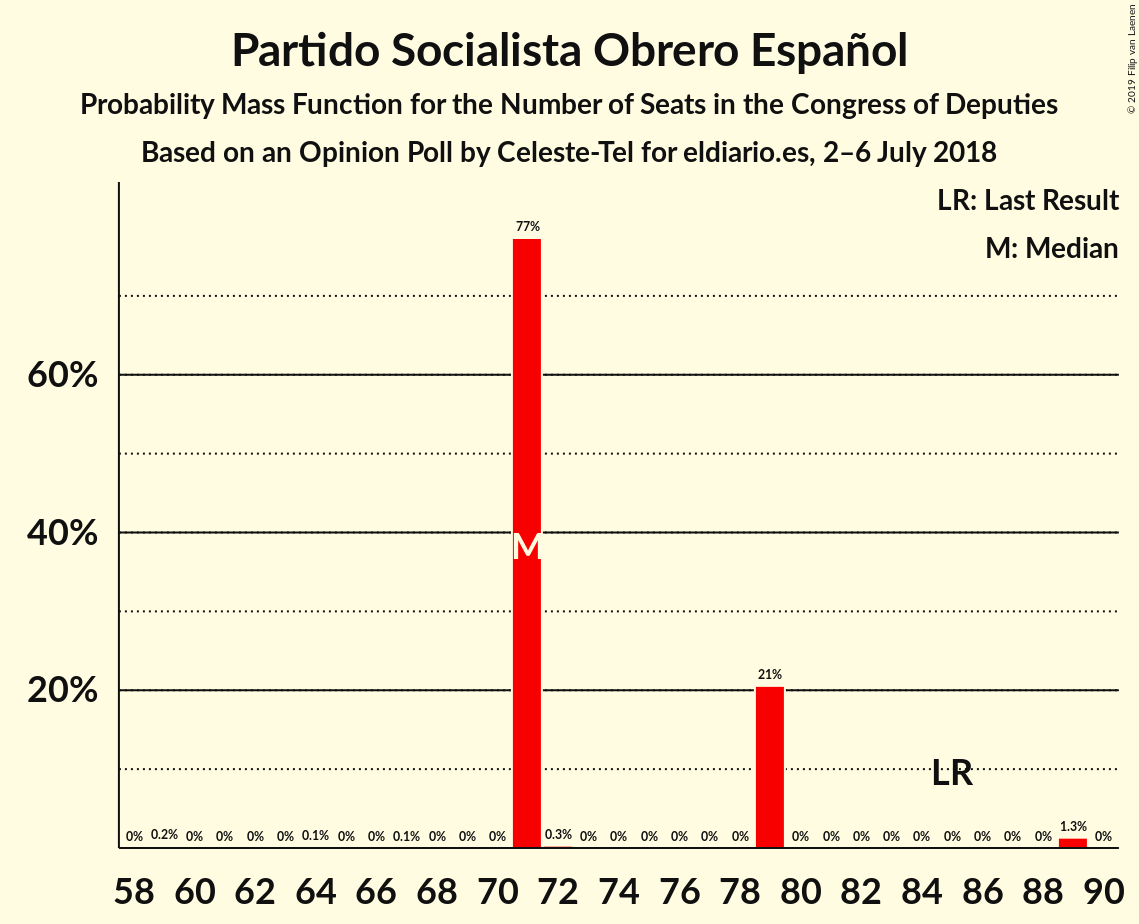 Partido Socialista Obrero Español
Probability Mass Function for the Number of Seats in the Congress of Deputies
Based on an Opinion Poll by Celeste-Tel for eldiario.es, 2–6 July 2018
© 2019 Filip van Laenen
LR: Last Result
M: Median
77%
60%
40%
M
20%
21%
LR
0% 0.2% 0% 0% 0% 0% 0.1% 0% 0% 0.1% 0% 0% 0% 0.3% 0% 0% 0% 0% 0% 0% 0% 0% 0% 0% 0% 0% 0% 0% 0% 1.3% 0%
58 60 62 64 66 68 70 72 74 76 78 80 82 84 86 88 90